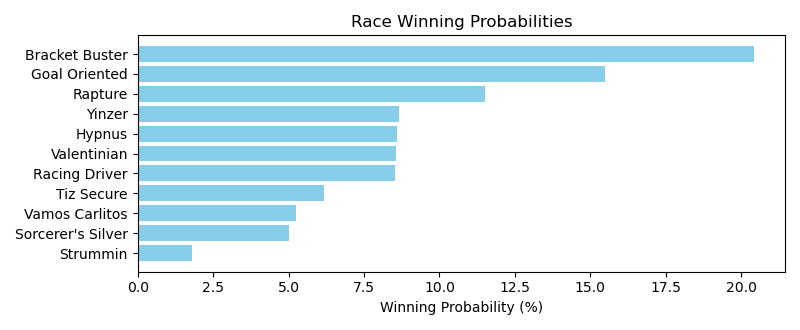 Race Winning Probabilities
Bracket Buster
Goal Oriented
Rapture
Yinzer
Hypnus
Valentinian
Racing Driver
Tiz Secure
Vamos Carlitos
Sorcerer's Silver
Strummin
0.0 2.5 5.0 7.5 10.0 12.5 15.0 17.5 20.0
Winning Probability (%)